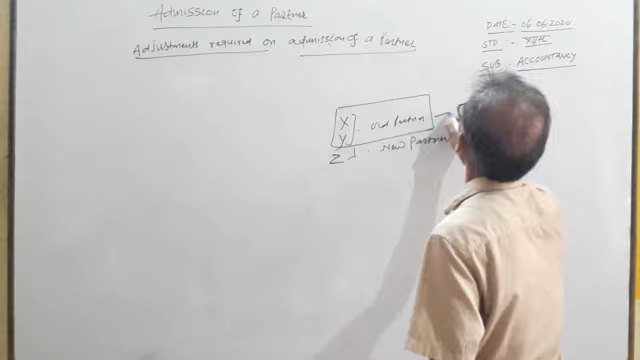 Admission of a Partner
Adjustments required on admission of a Partner
DATE:- 06.06.2020
STD :- XIIth
SUB. ACCOUNTANCY
X
Y . Old Partner
Z . New Partner